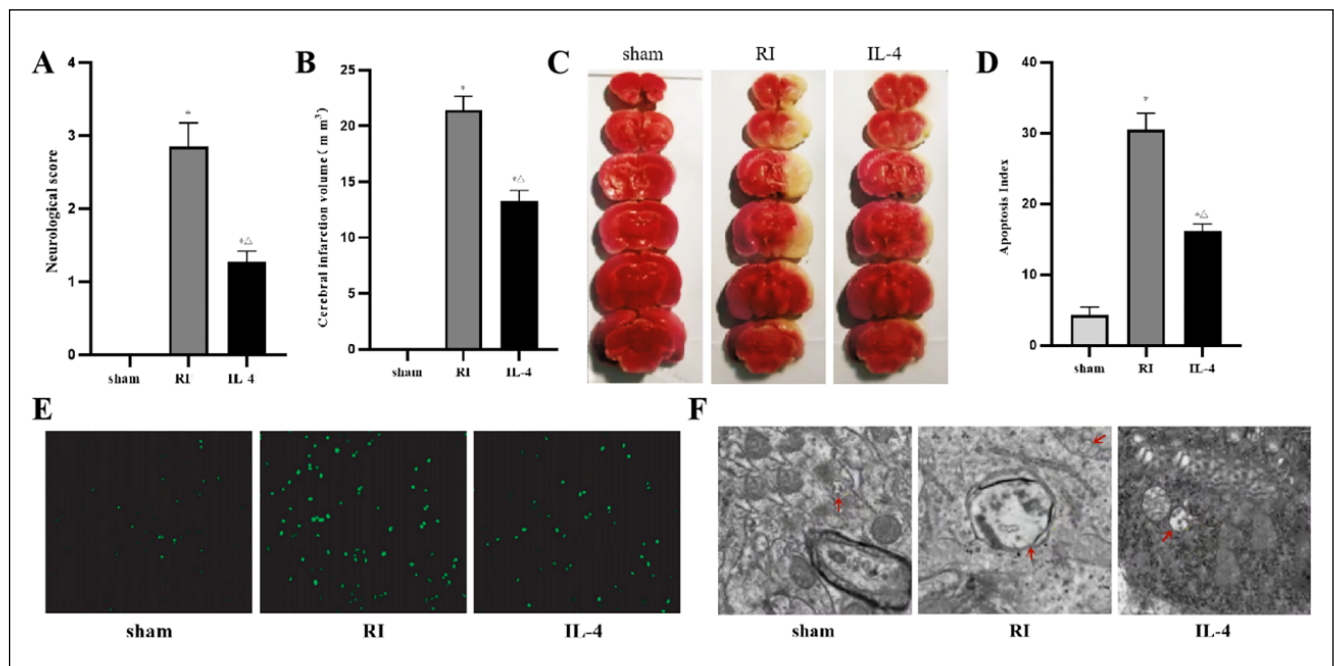 A
Neurological score
4
3
2
1
0
*
*△
sham
RI
IL 4
B
Cerebral infaretion volume( m m³)
25
20
15
10
5
0
*
*△
sham
RI
IL-4
C
sham
RI
IL-4
D
Apoptosis Index
40
30
20
10
0
*
*△
sham
RI
IL-4
E
sham
RI
IL-4
F
sham
RI
IL-4